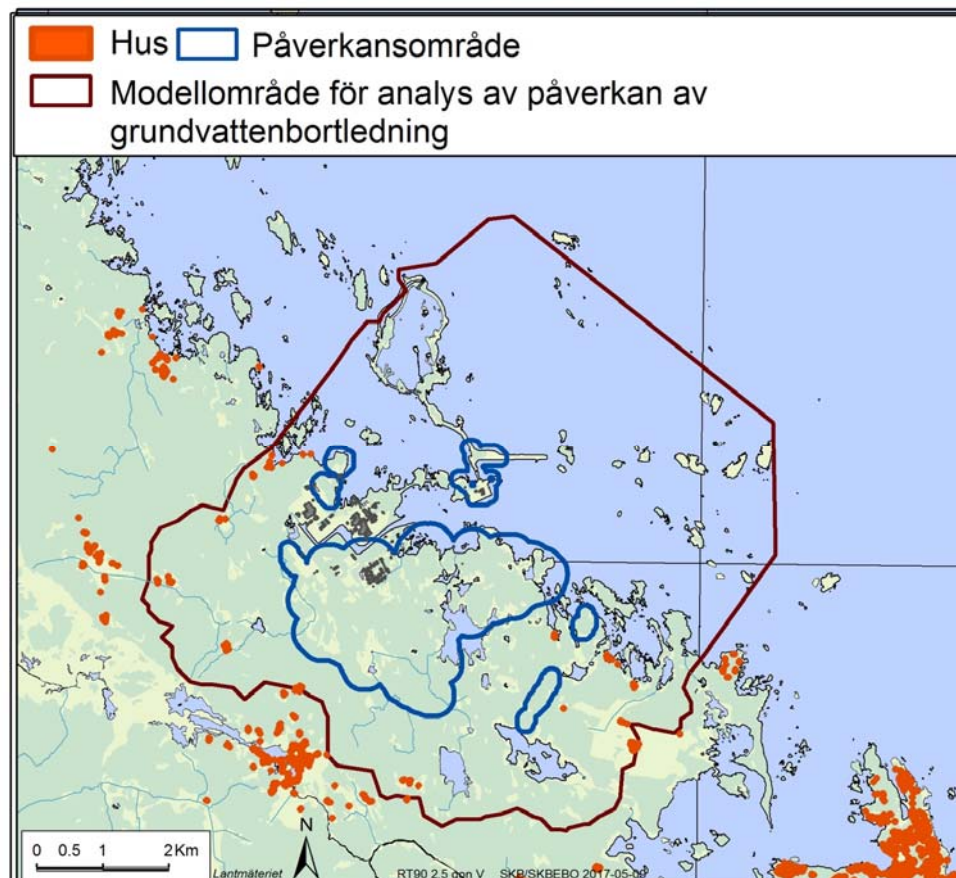 Hus Påverkansområde
Modellområde för analys av påverkan av
grundvattenbortledning
N
0 0.5 1 2Km
Lantmäteriet RT90 2.5 gon V SKB/SKBEBO 2017-05-09